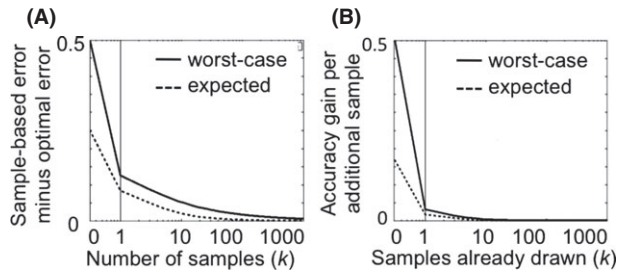 (A)
0.5
worst-case
expected
Sample-based error
minus optimal error
0
0 1 10 100 1000
Number of samples (k)
(B)
0.5
worst-case
expected
Accuracy gain per
additional sample
0
0 1 10 100 1000
Samples already drawn (k)